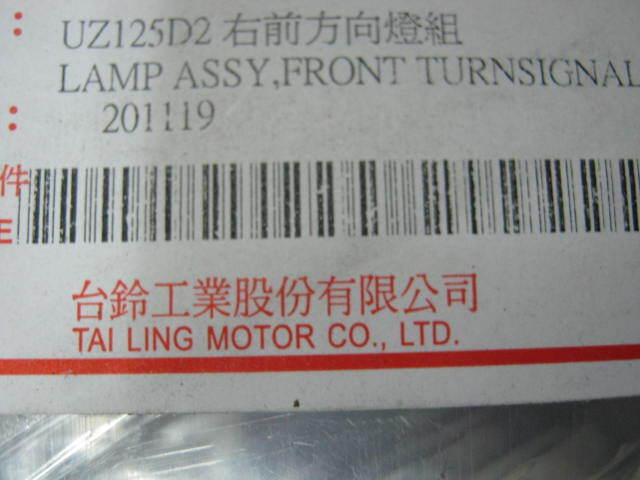 :
UZ125D2 右前方向燈組
LAMP ASSY,FRONT TURNSIGNAL
: 201119
件
E
台鈴工業股份有限公司
TAI LING MOTOR CO., LTD.